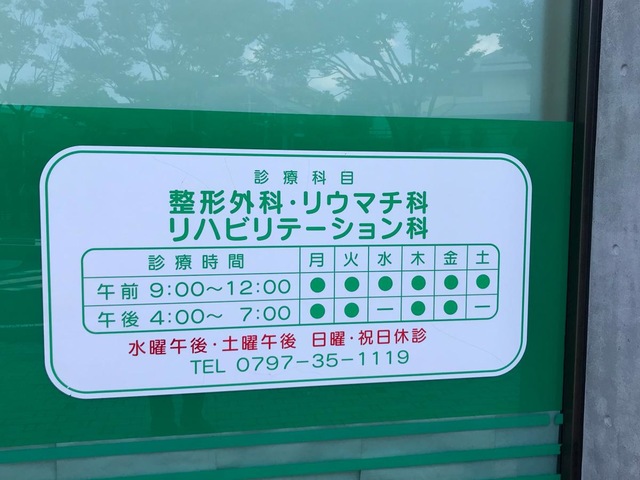 診療科目
整形外科・リウマチ科
リハビリテーション科
診療時間 月 火 水 木 金 土
午前 9:00～12:00 ● ● ● ● ● ●
午後 4:00～ 7:00 ● ● － ● ● －
水曜午後・土曜午後 日曜・祝日休診
TEL 0797-35-1119